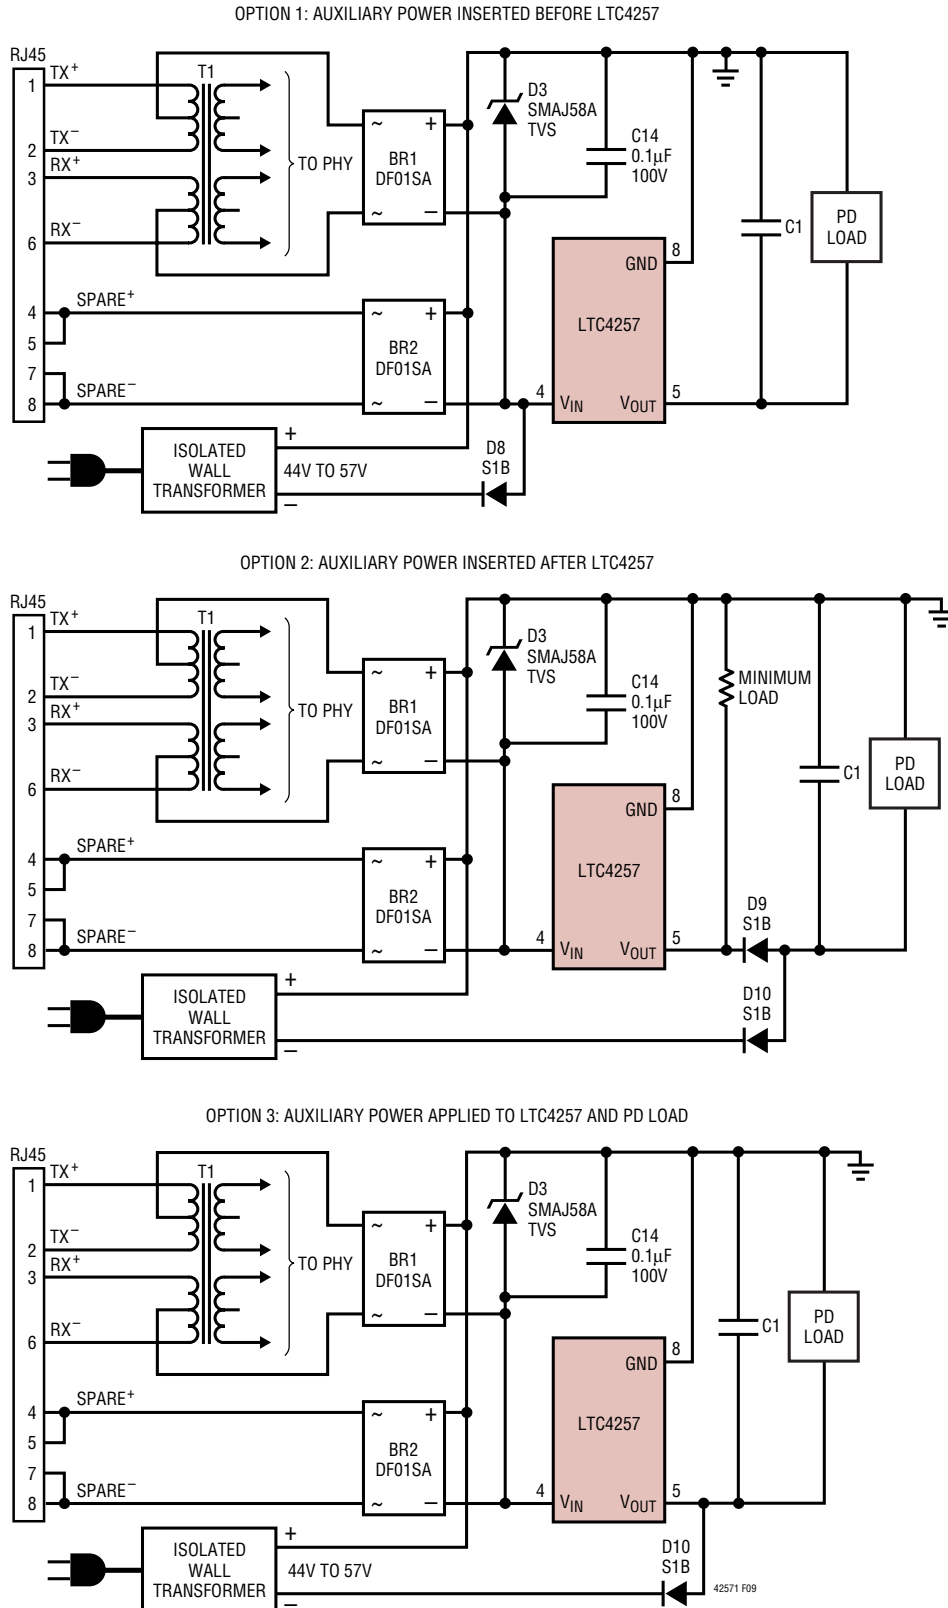 OPTION 1: AUXILIARY POWER INSERTED BEFORE LTC4257
RJ45
1
TX+
2
TX−
3
RX+
6
RX−
4
SPARE+
5
7
8
SPARE−
T1
TO PHY
~
+
BR1
DF01SA
~
−
~
+
BR2
DF01SA
~
−
D3
SMAJ58A
TVS
C14
0.1µF
100V
C1
PD
LOAD
8
GND
LTC4257
4
VIN
VOUT
5
D8
S1B
ISOLATED
WALL
TRANSFORMER
+
44V TO 57V
−
OPTION 2: AUXILIARY POWER INSERTED AFTER LTC4257
RJ45
1
TX+
2
TX−
3
RX+
6
RX−
4
SPARE+
5
7
8
SPARE−
T1
TO PHY
~
+
BR1
DF01SA
~
−
~
+
BR2
DF01SA
~
−
D3
SMAJ58A
TVS
C14
0.1µF
100V
MINIMUM
LOAD
C1
PD
LOAD
8
GND
LTC4257
4
VIN
VOUT
5
D9
S1B
D10
S1B
ISOLATED
WALL
TRANSFORMER
+
−
OPTION 3: AUXILIARY POWER APPLIED TO LTC4257 AND PD LOAD
RJ45
1
TX+
2
TX−
3
RX+
6
RX−
4
SPARE+
5
7
8
SPARE−
T1
TO PHY
~
+
BR1
DF01SA
~
−
~
+
BR2
DF01SA
~
−
D3
SMAJ58A
TVS
C14
0.1µF
100V
C1
PD
LOAD
8
GND
LTC4257
4
VIN
VOUT
5
D10
S1B
ISOLATED
WALL
TRANSFORMER
+
44V TO 57V
−
42571 F09